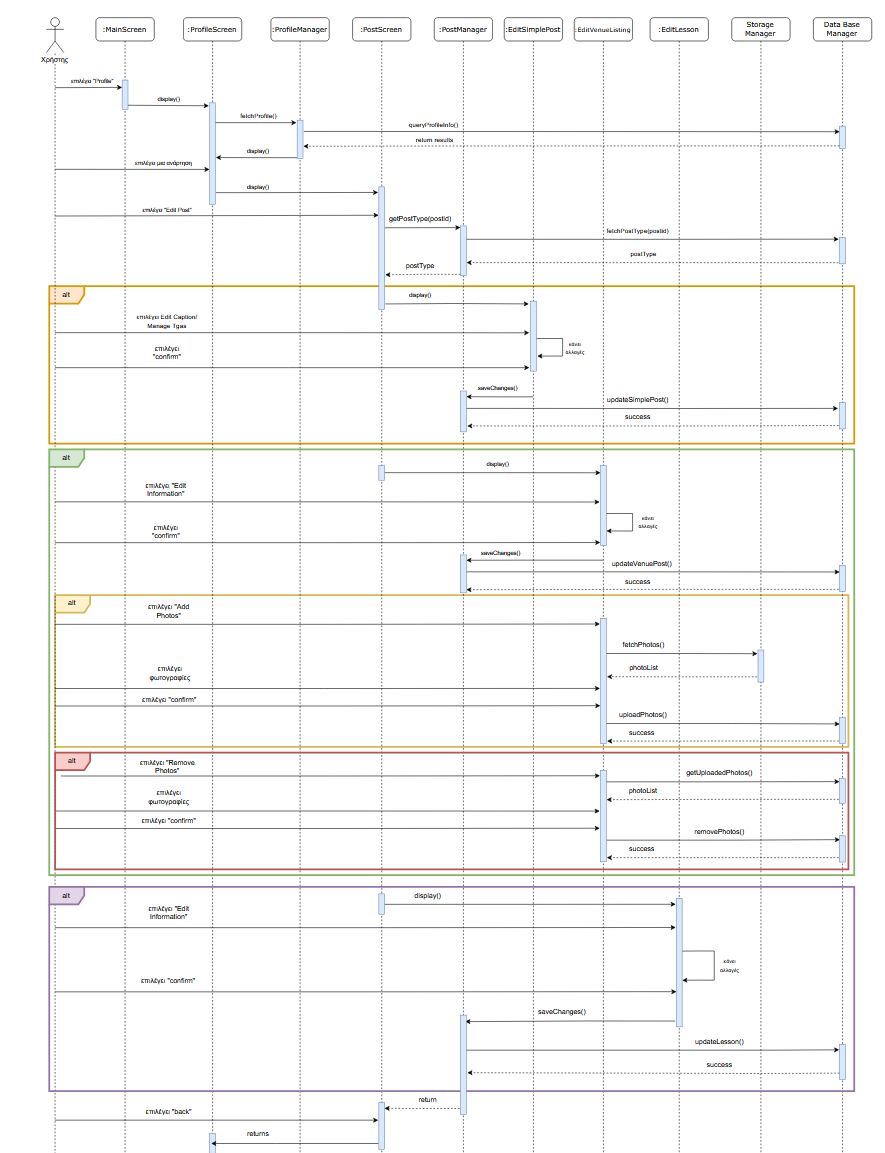 :MainScreen
:ProfileScreen
:ProfileManager
:PostScreen
:PostManager
:EditSimplePost
:EditVenueListing
:EditLesson
Storage
Manager
Data Base
Manager
Χρήστης
επιλέγει "Profile"
display()
fetchProfile()
queryProfileInfo()
return results
display()
επιλέγει μια ανάρτηση
display()
επιλέγει "Edit Post"
getPostType(postid)
fetchPostType(postid)
postType
postType
alt
display()
επιλέγει Edit Caption/
Manage Tgas
κάνει
αλλαγές
επιλέγει
"confirm"
saveChanges()
updateSimplePost()
success
alt
display()
επιλέγει "Edit
Information"
κάνει
αλλαγές
επιλέγει
"confirm"
saveChanges()
updateVenuePost()
success
alt
επιλέγει "Add
Photos"
fetchPhotos()
photoList
επιλέγει
φωτογραφίες
επιλέγει "confirm"
uploadPhotos()
success
alt
επιλέγει "Remove
Photos"
getUploadedPhotos()
photoList
επιλέγει
φωτογραφίες
επιλέγει "confirm"
removePhotos()
success
alt
display()
επιλέγει "Edit
Information"
κάνει
αλλαγές
επιλέγει "confirm"
saveChanges()
updateLesson()
success
return
επιλέγει "back"
returns